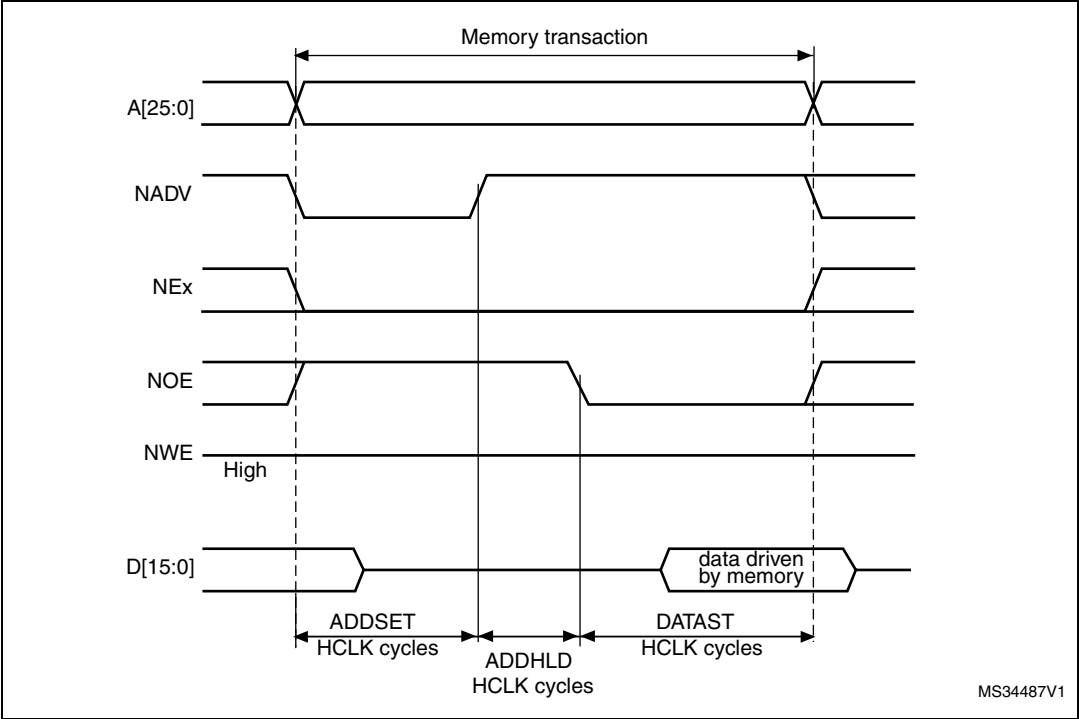 Memory transaction
A[25:0]
NADV
NEx
NOE
NWE
High
D[15:0]
data driven
by memory
ADDSET
HCLK cycles
ADDHLD
HCLK cycles
DATAST
HCLK cycles
MS34487V1